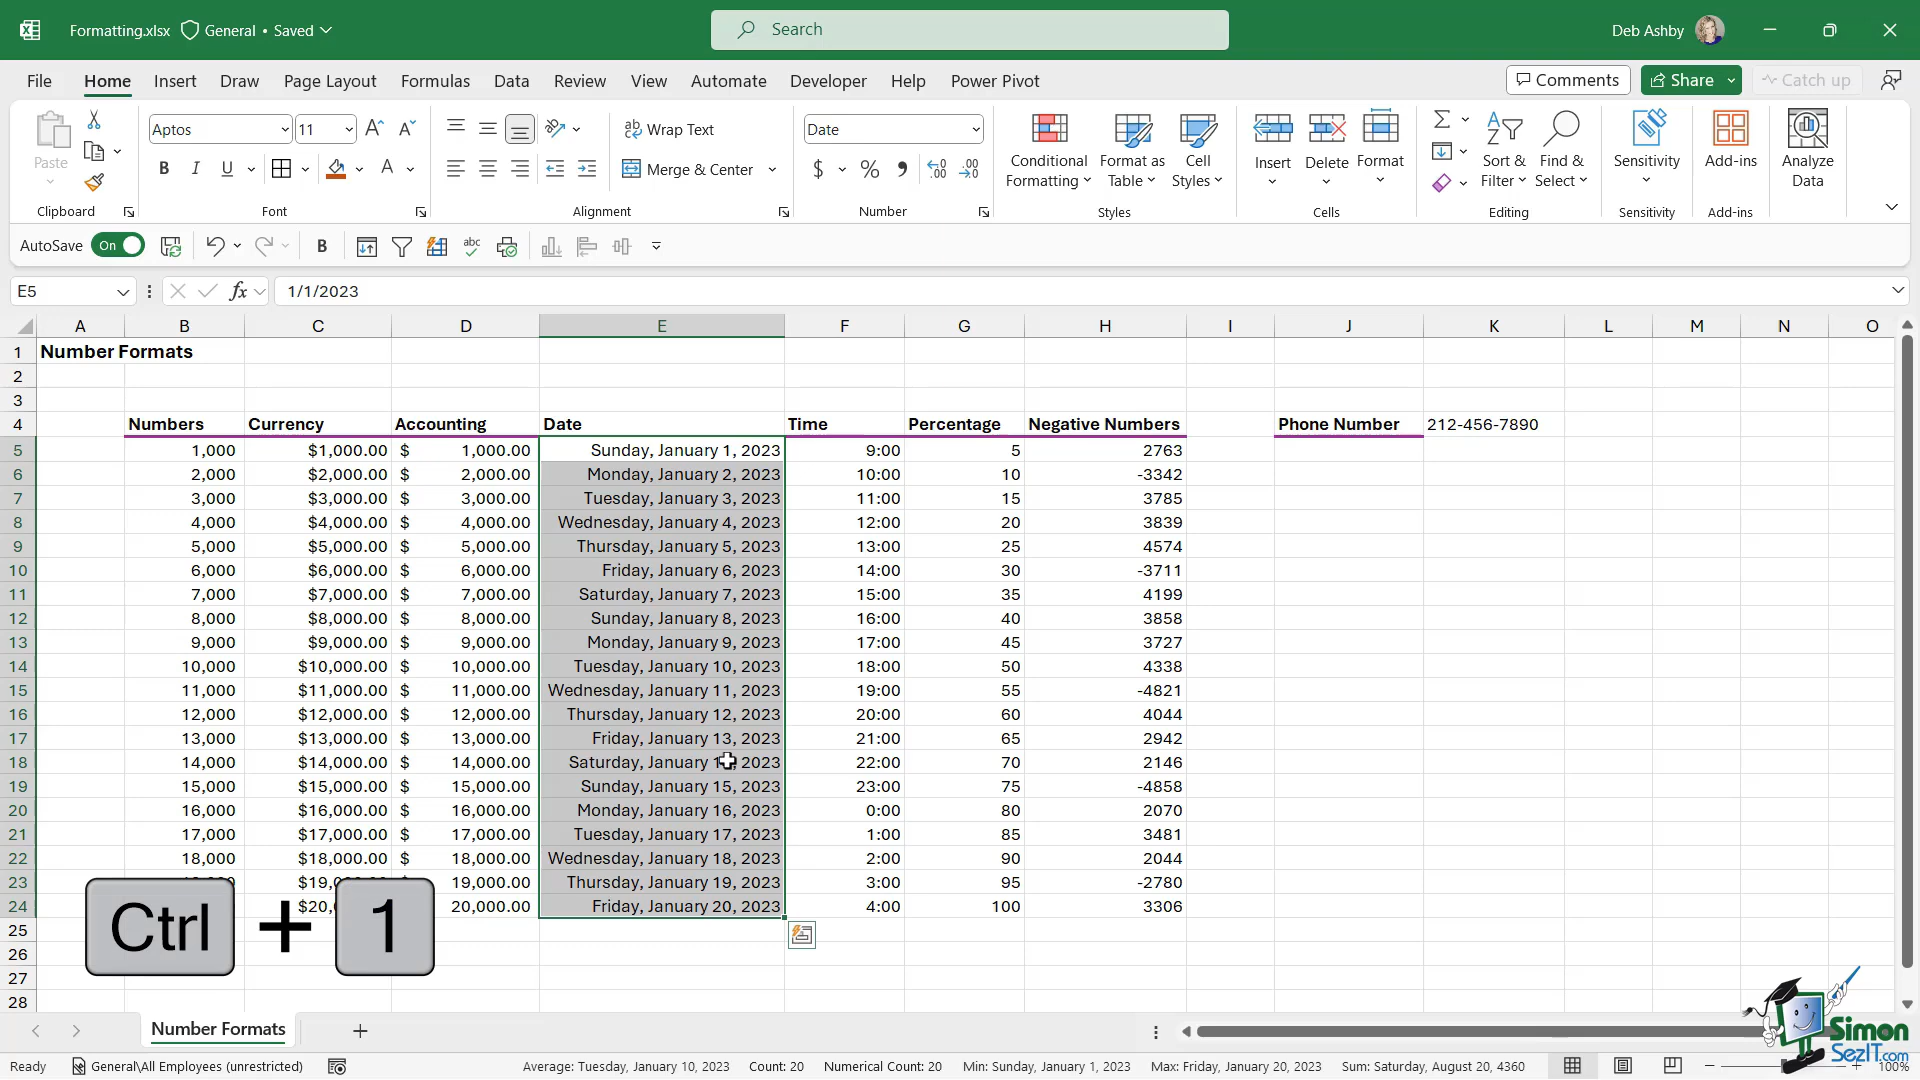 Formatting.xlsx General • Saved Search Deb Ashby
File Home Insert Draw Page Layout Formulas Data Review View Automate Developer Help Power Pivot Comments Share Catch up
Paste Aptos 11 Wrap Text Date Conditional Formatting Format as Table Cell Styles Insert Delete Format Sort & Filter Find & Select Sensitivity Add-ins Analyze Data
B I U A Merge & Center $ %
Clipboard Font Alignment Number Styles Cells Editing Sensitivity Add-ins
AutoSave On B abc
E5 fx 1/1/2023
A B C D E F G H I J K L M N O
1 Number Formats
2
3
4 Numbers Currency Accounting Date Time Percentage Negative Numbers Phone Number 212-456-7890
5 1,000 $1,000.00 $ 1,000.00 Sunday, January 1, 2023 9:00 5 2763
6 2,000 $2,000.00 $ 2,000.00 Monday, January 2, 2023 10:00 10 -3342
7 3,000 $3,000.00 $ 3,000.00 Tuesday, January 3, 2023 11:00 15 3785
8 4,000 $4,000.00 $ 4,000.00 Wednesday, January 4, 2023 12:00 20 3839
9 5,000 $5,000.00 $ 5,000.00 Thursday, January 5, 2023 13:00 25 4574
10 6,000 $6,000.00 $ 6,000.00 Friday, January 6, 2023 14:00 30 -3711
11 7,000 $7,000.00 $ 7,000.00 Saturday, January 7, 2023 15:00 35 4199
12 8,000 $8,000.00 $ 8,000.00 Sunday, January 8, 2023 16:00 40 3858
13 9,000 $9,000.00 $ 9,000.00 Monday, January 9, 2023 17:00 45 3727
14 10,000 $10,000.00 $ 10,000.00 Tuesday, January 10, 2023 18:00 50 4338
15 11,000 $11,000.00 $ 11,000.00 Wednesday, January 11, 2023 19:00 55 -4821
16 12,000 $12,000.00 $ 12,000.00 Thursday, January 12, 2023 20:00 60 4044
17 13,000 $13,000.00 $ 13,000.00 Friday, January 13, 2023 21:00 65 2942
18 14,000 $14,000.00 $ 14,000.00 Saturday, January 2023 22:00 70 2146
19 15,000 $15,000.00 $ 15,000.00 Sunday, January 15, 2023 23:00 75 -4858
20 16,000 $16,000.00 $ 16,000.00 Monday, January 16, 2023 0:00 80 2070
21 17,000 $17,000.00 $ 17,000.00 Tuesday, January 17, 2023 1:00 85 3481
22 18,000 $18,000.00 $ 18,000.00 Wednesday, January 18, 2023 2:00 90 2044
23 19,000.00 Thursday, January 19, 2023 3:00 95 -2780
24 20,000.00 Friday, January 20, 2023 4:00 100 3306
25
26
27
28
Ctrl + 1
Number Formats
Simon SezIT.com
Ready General\All Employees (unrestricted) Average: Tuesday, January 10, 2023 Count: 20 Numerical Count: 20 Min: Sunday, January 1, 2023 Max: Friday, January 20, 2023 Sum: Saturday, August 20, 4360 100%